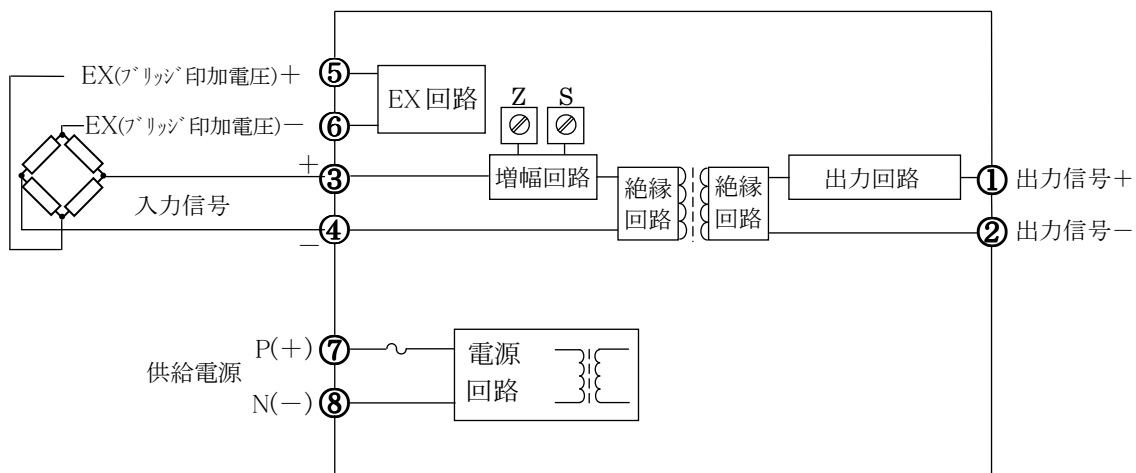 EX(ﾌﾞﾘｯｼﾞ印加電圧)+
⑤
EX回路
EX(ﾌﾞﾘｯｼﾞ印加電圧)−
⑥
Z
S
+
③
増幅回路
絶縁
回路
絶縁
回路
出力回路
①
出力信号+
入力信号
−
④
②
出力信号−
P(+)
⑦
供給電源
N(−)
⑧
電源
回路